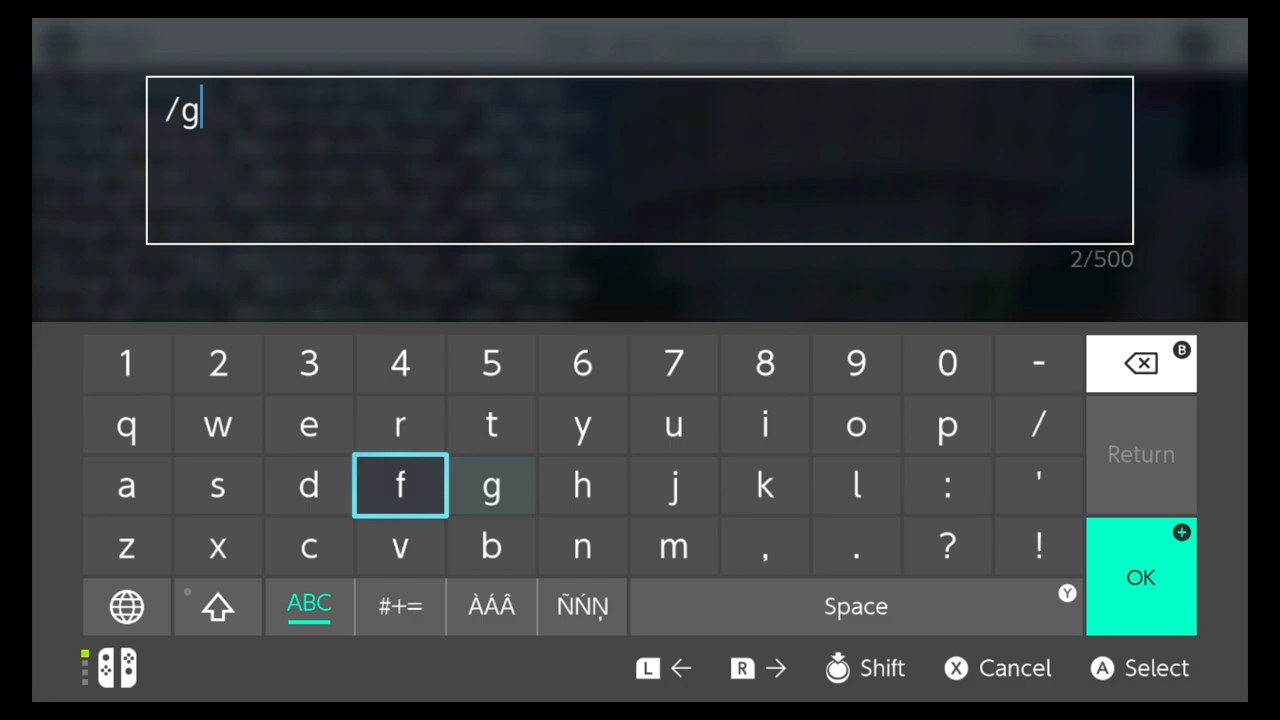 /g
2/500
1 2 3 4 5 6 7 8 9 0 - B
q w e r t y u i o p / Return
a s d f g h j k l : '
z x c v b n m , . ? ! + OK
ABC #+= ÀÁÂ ÑŃŅ Space Y
L ← R → Shift X Cancel A Select